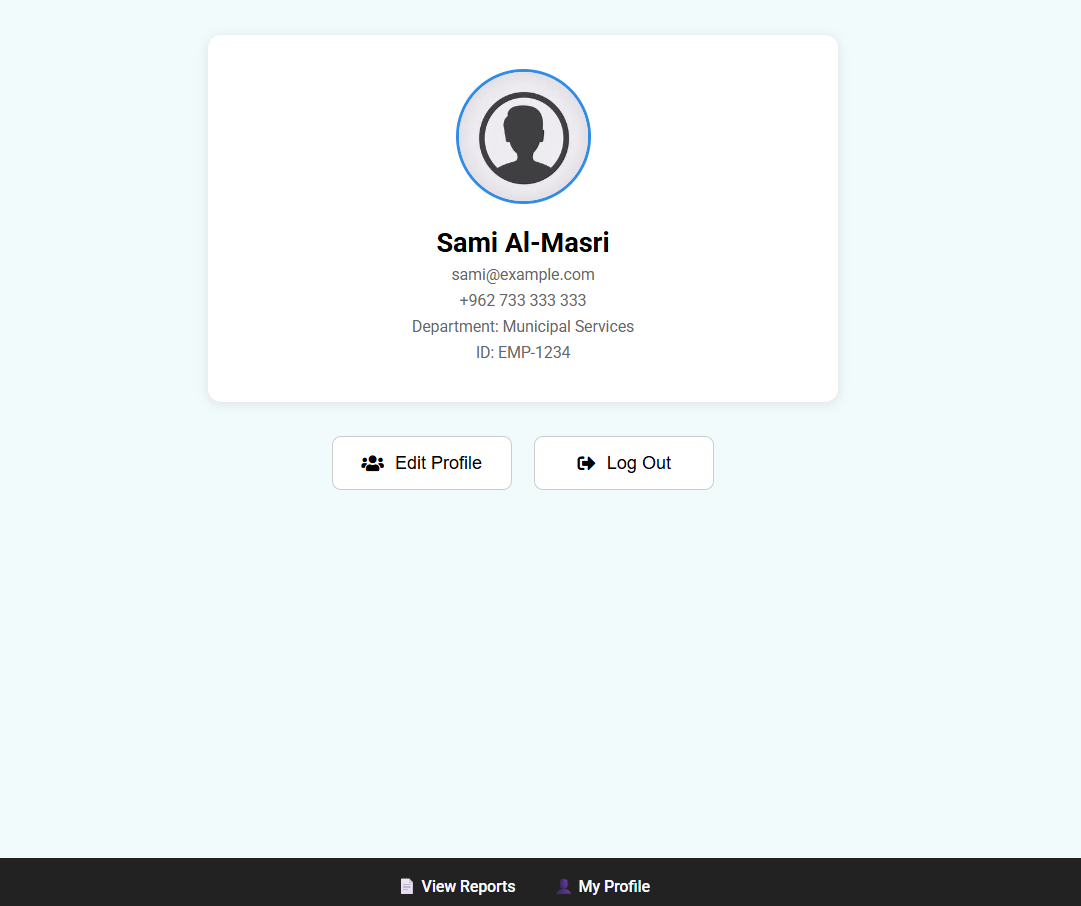 Sami Al-Masri
sami@example.com
+962 733 333 333
Department: Municipal Services
ID: EMP-1234
Edit Profile
Log Out
View Reports
My Profile